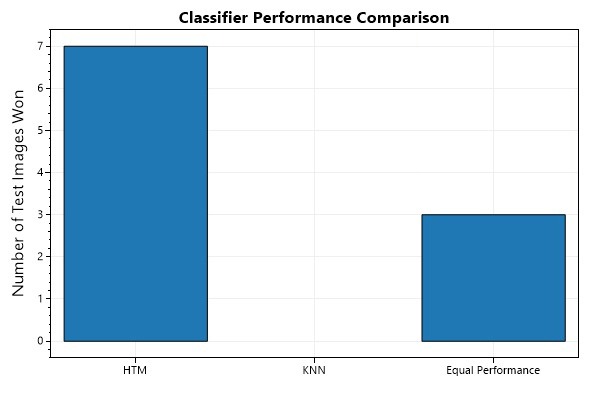 Classifier Performance Comparison
Number of Test Images Won
7
6
5
4
3
2
1
0
HTM
KNN
Equal Performance